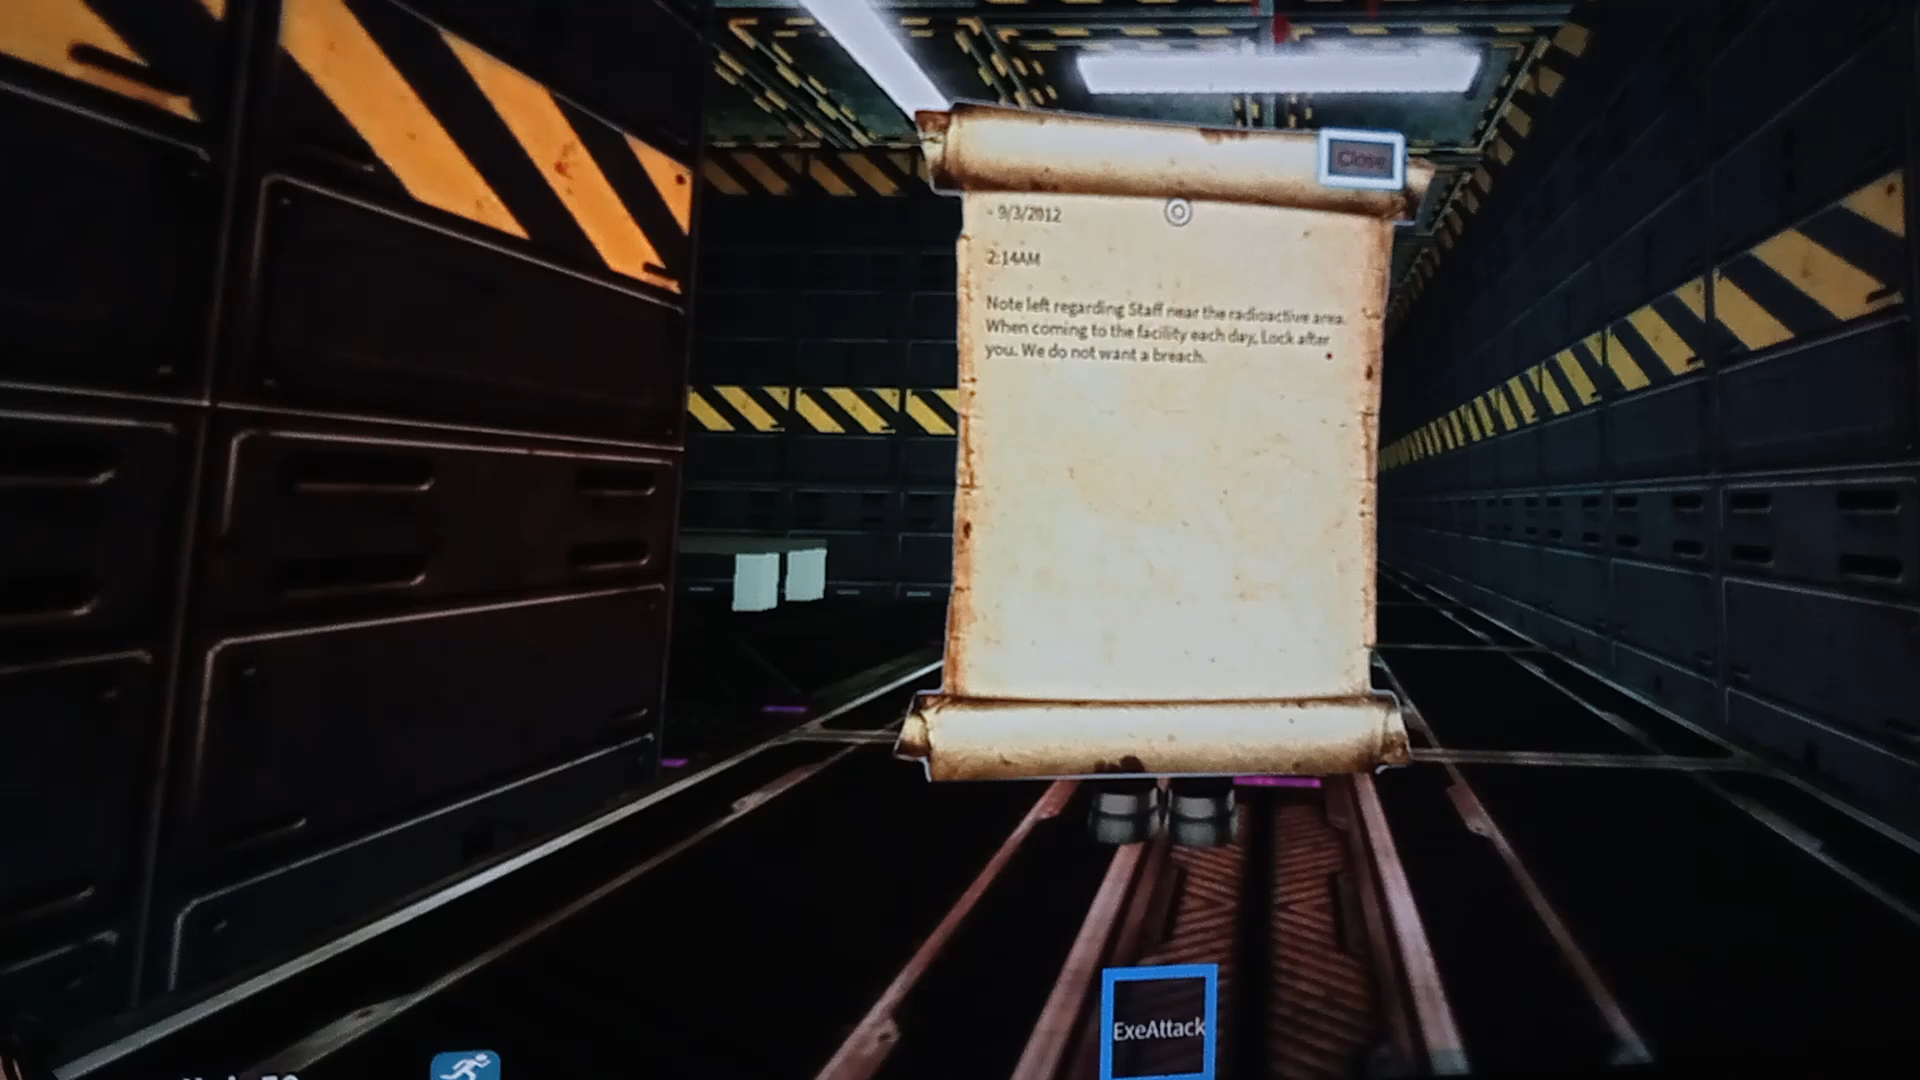 Close
- 9/3/2012
2:14AM
Note left regarding Staff near the radioactive area.
When coming to the facility each day, Lock after
you. We do not want a breach.
ExeAttack